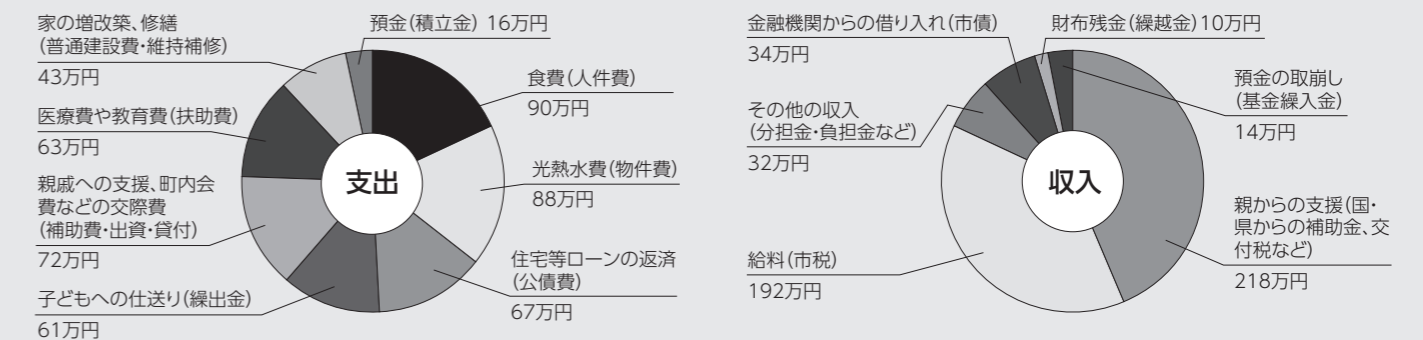 家の増改築、修繕
(普通建設費・維持補修)
43万円
医療費や教育費(扶助費)
63万円
親戚への支援、町内会
費などの交際費
(補助費・出資・貸付)
72万円
子どもへの仕送り(繰出金)
61万円
預金(積立金) 16万円
食費(人件費)
90万円
光熱水費(物件費)
88万円
住宅等ローンの返済
(公債費)
67万円
支出
金融機関からの借り入れ(市債)
34万円
その他の収入
(分担金・負担金など)
32万円
給料(市税)
192万円
財布残金(繰越金)10万円
預金の取崩し
(基金繰入金)
14万円
親からの支援(国・
県からの補助金、交
付税など)
218万円
収入